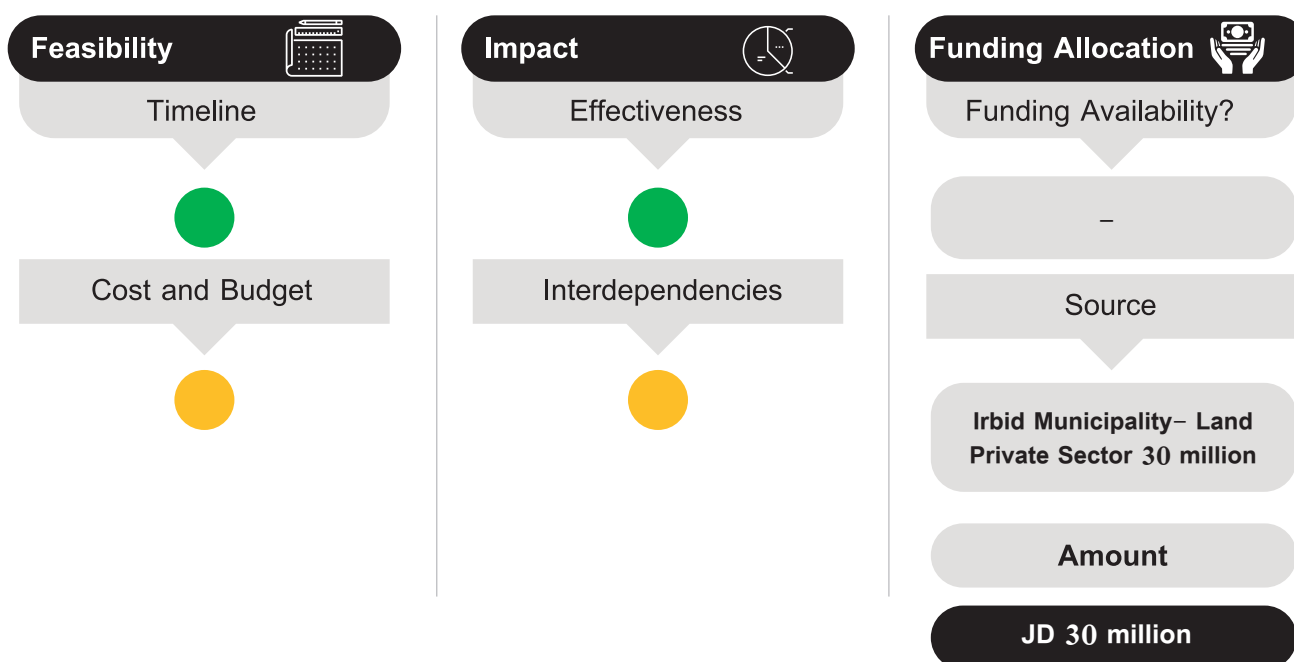 Feasibility
Timeline
Cost and Budget
Impact
Effectiveness
Interdependencies
Funding Allocation
Funding Availability?
–
Source
Irbid Municipality– Land
Private Sector 30 million
Amount
JD 30 million